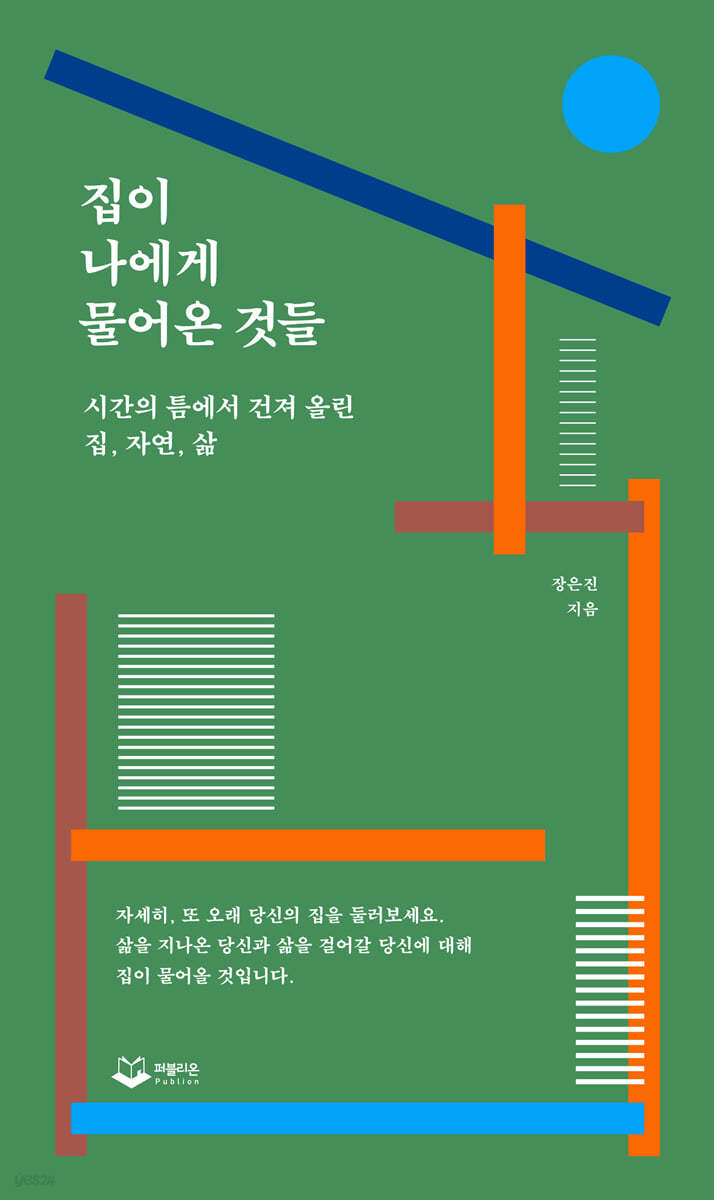 집이
나에게
물어온 것들
시간의 틈에서 건져 올린
집, 자연, 삶
장은진
지음
자세히, 또 오래 당신의 집을 둘러보세요.
삶을 지나온 당신과 삶을 걸어갈 당신에 대해
집이 물어올 것입니다.
퍼블리온
Publion
yes24